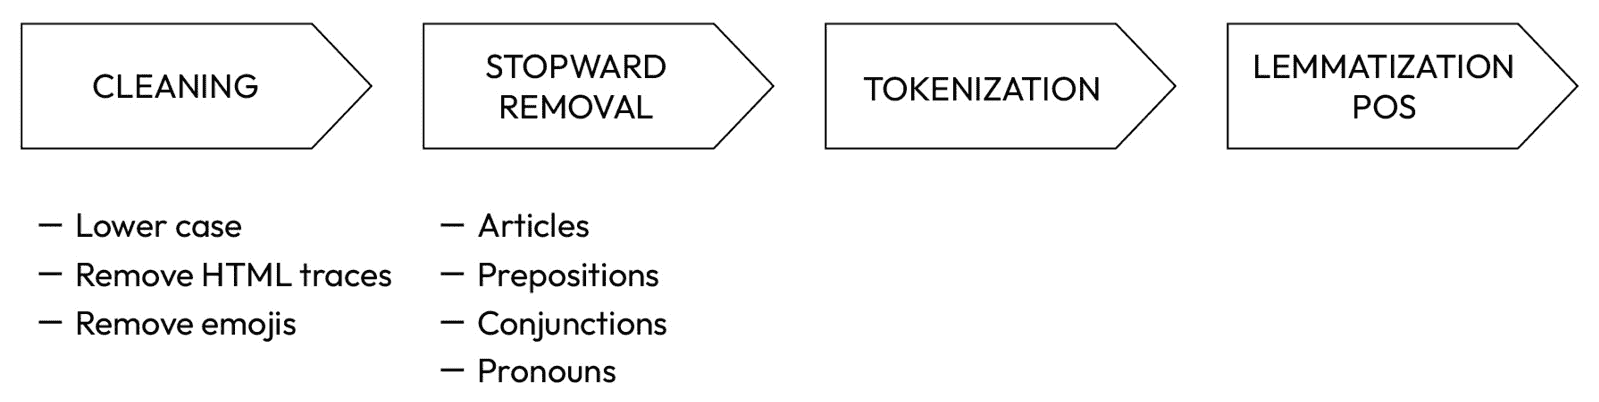 CLEANING
STOPWARD
REMOVAL
TOKENIZATION
LEMMATIZATION
POS
— Lower case
— Remove HTML traces
— Remove emojis
— Articles
— Prepositions
— Conjunctions
— Pronouns